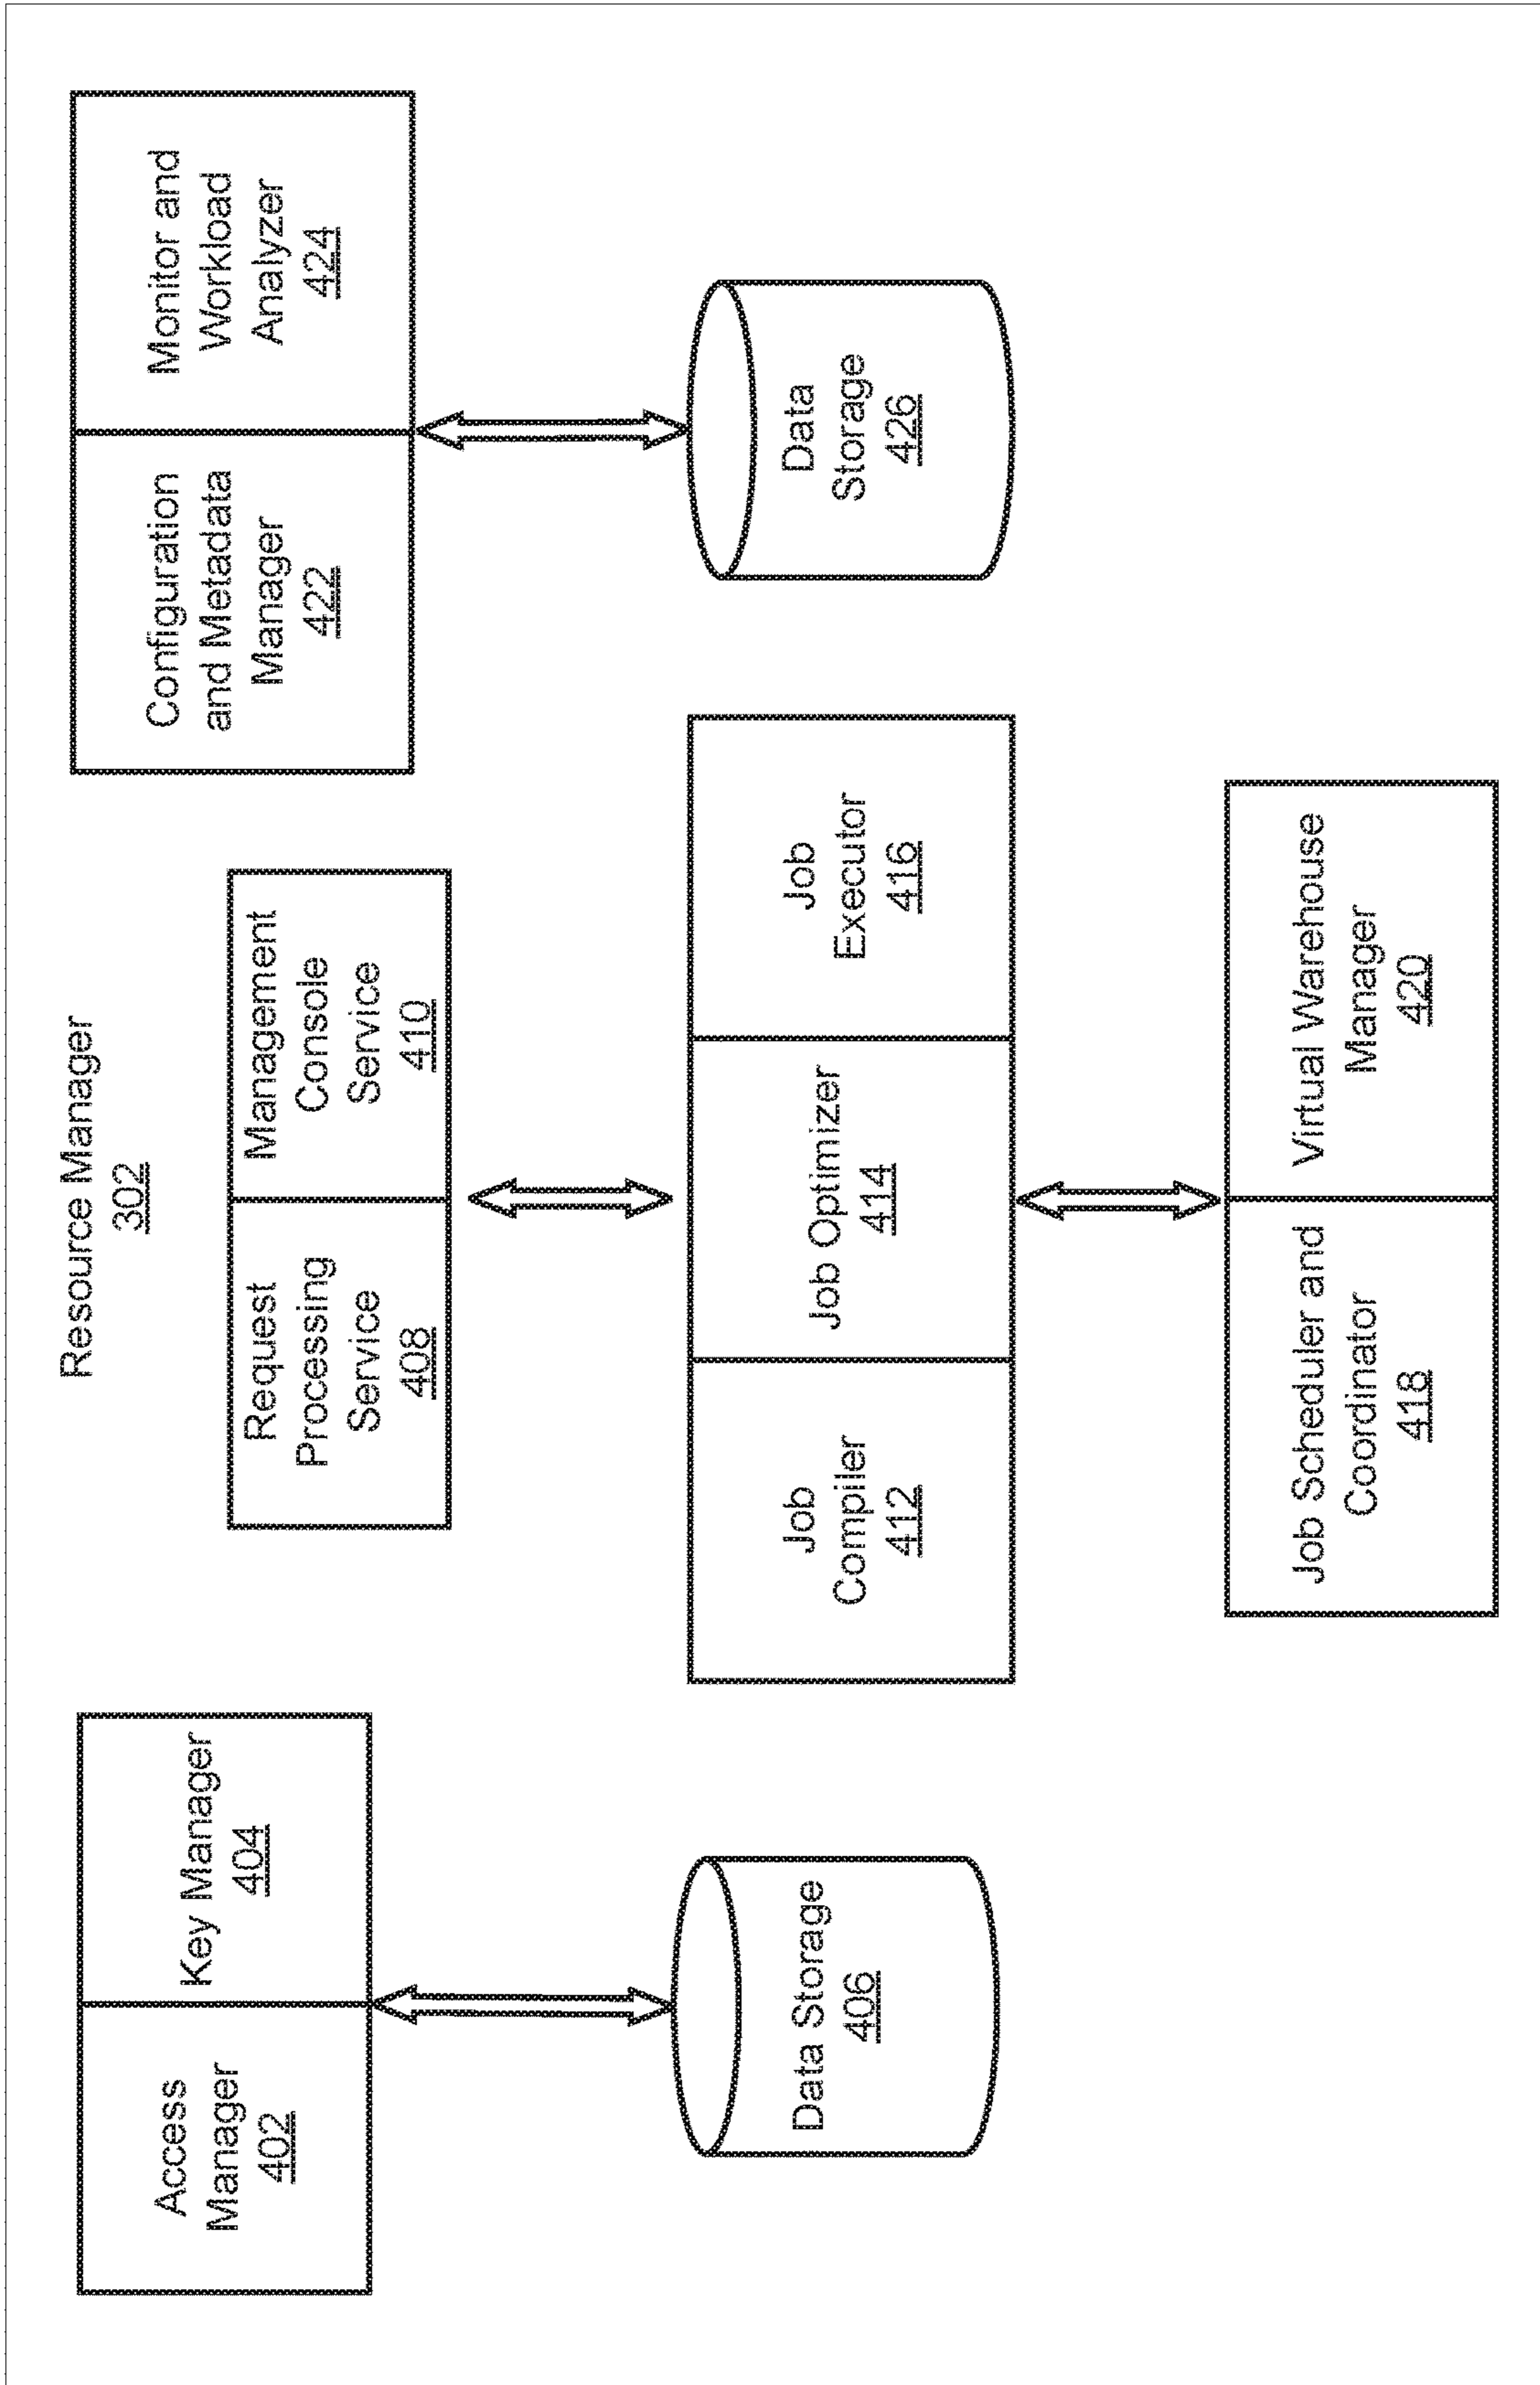 Resource Manager
302
Access
Manager
402
Key Manager
404
Data Storage
406
Request
Processing
Service
408
Management
Console
Service
410
Job
Compiler
412
Job Optimizer
414
Job
Executor
416
Job Scheduler and
Coordinator
418
Virtual Warehouse
Manager
420
Configuration
and Metadata
Manager
422
Monitor and
Workload
Analyzer
424
Data
Storage
426